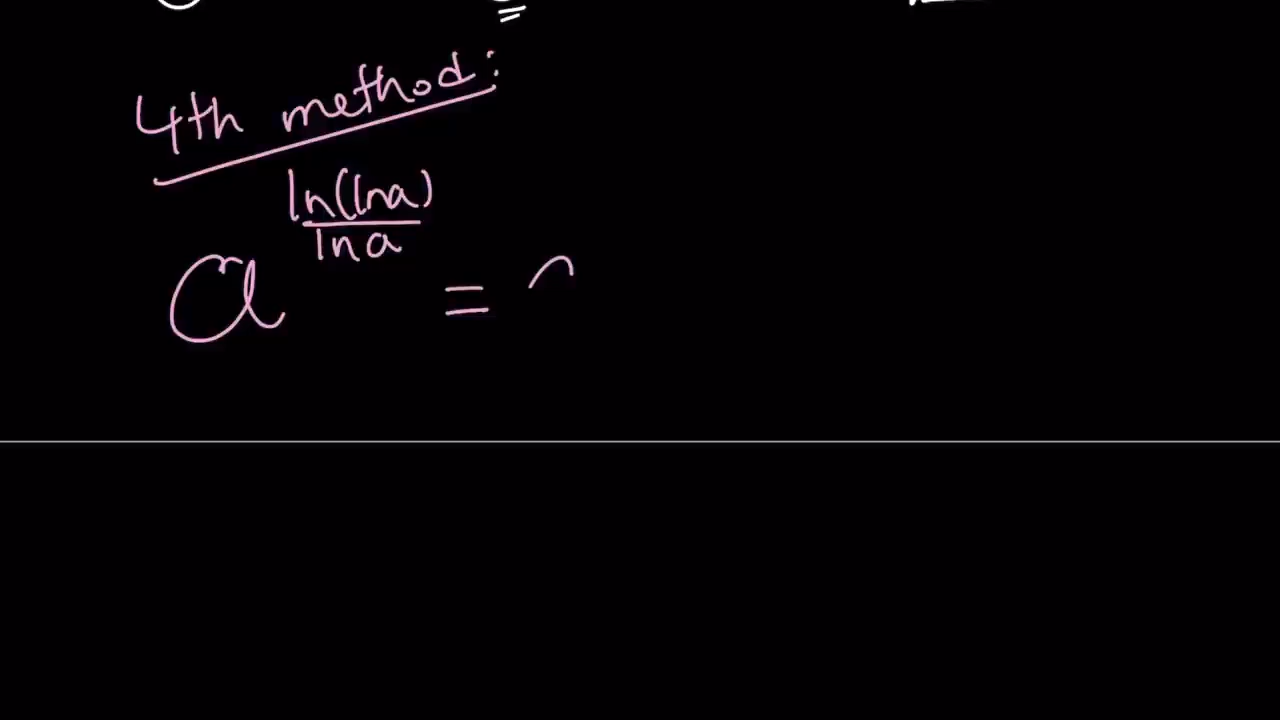 4th method:
ln(lna)
lna
a =